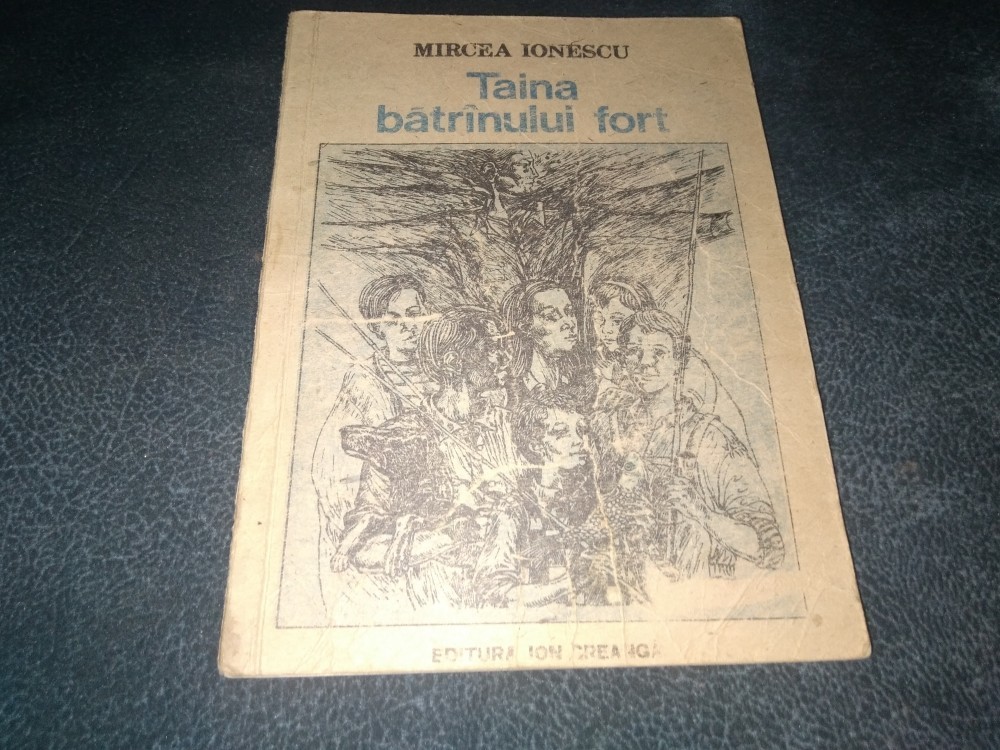 MIRCEA IONESCU
Taina
bătrînului fort
EDITURA ION CREANGĂ